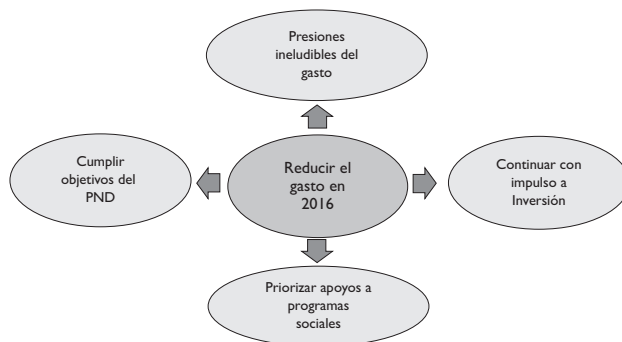 Presiones
ineludibles del
gasto
Cumplir
objetivos del
PND
Reducir el
gasto en
2016
Continuar con
impulso a
Inversión
Priorizar apoyos a
programas
sociales